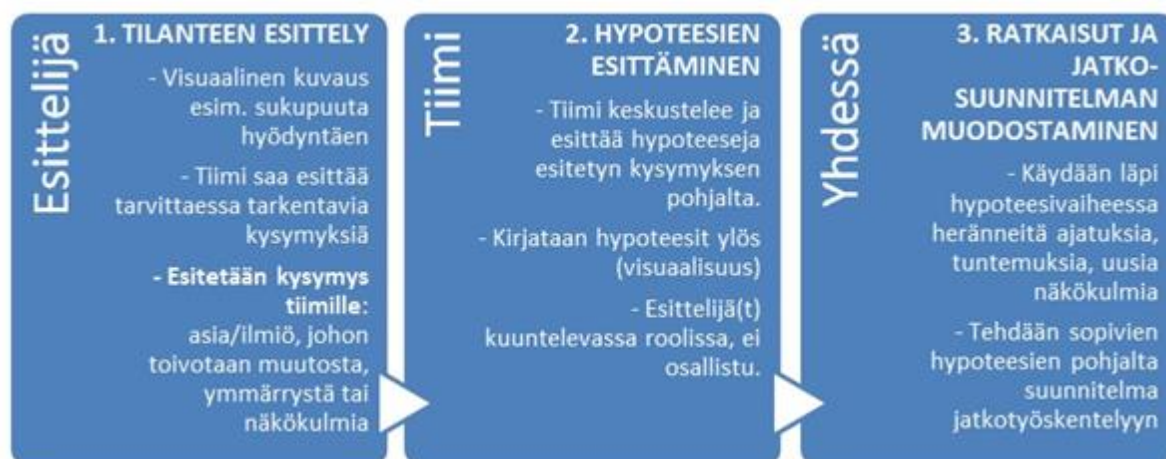 Esittelijä
1. TILANTEEN ESITTELY
- Visuaalinen kuvaus
esim. sukupuuta
hyödyntäen
- Tiimi saa esittää
tarvittaessa tarkentavia
kysymyksiä
- Esitetään kysymys
tiimille:
asia/ilmiö, johon
toivotaan muutosta,
ymmärrystä tai
näkökulmia
Tiimi
2. HYPOTEESIEN
ESITTÄMINEN
- Tiimi keskustelee ja
esittää hypoteeseja
esitetyn kysymyksen
pohjalta.
- Kirjataan hypoteesit ylös
(visuaalisuus)
- Esittelijä(t)
kuuntelevassa roolissa, ei
osallistu.
Yhdessä
3. RATKAISUT JA
JATKO-
SUUNNITELMAN
MUODOSTAMINEN
- Käydään läpi
hypoteesivaiheessa
heränneitä ajatuksia,
tuntemuksia, uusia
näkökulmia
- Tehdään sopivien
hypoteesien pohjalta
suunnitelma
jatkotyöskentelyyn